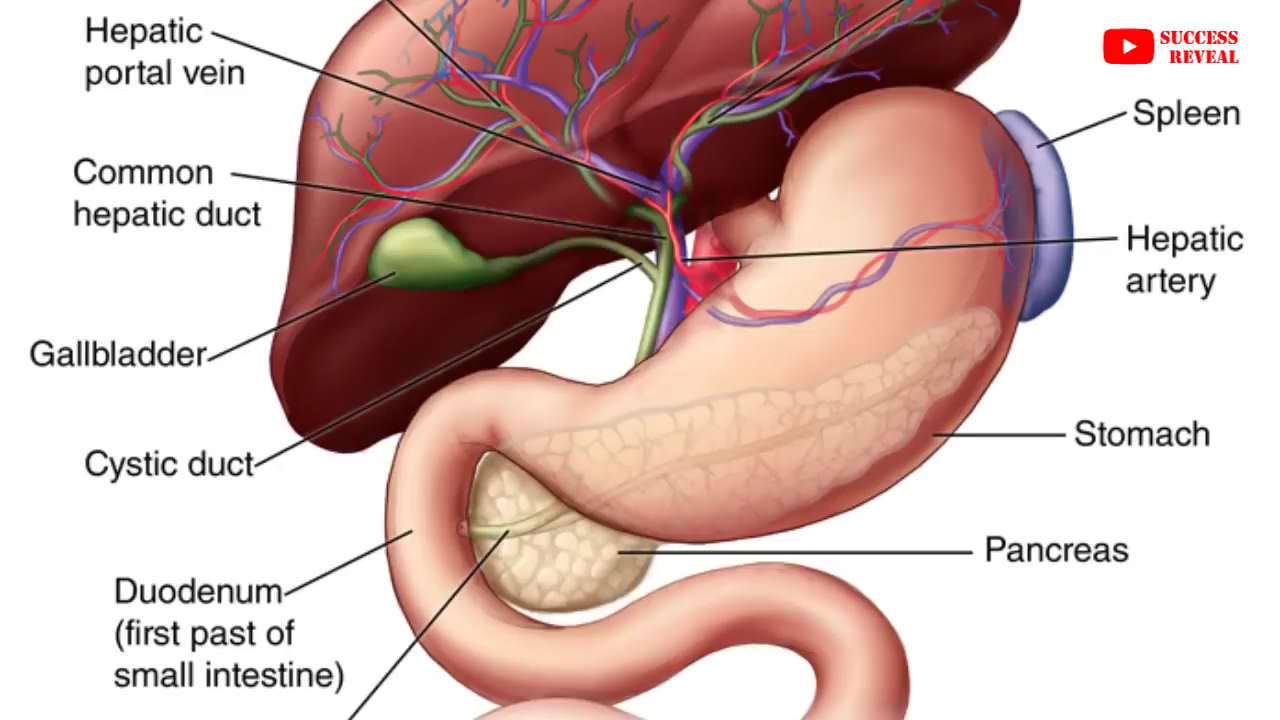 Hepatic
portal vein
SUCCESS
REVEAL
Spleen
Common
hepatic duct
Hepatic
artery
Gallbladder
Stomach
Cystic duct
Pancreas
Duodenum
(first past of
small intestine)